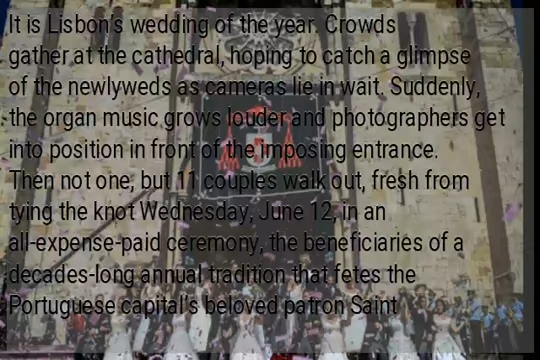 It is Lisbon's wedding of the year. Crowds
gather at the cathedral, hoping to catch a glimpse
of the newlyweds as cameras lie in wait. Suddenly,
the organ music grows louder and photographers get
into position in front of the imposing entrance.
Then not one, but 11 couples walk out, fresh from
tying the knot Wednesday, June 12, in an
all-expense-paid ceremony, the beneficiaries of a
decades-long annual tradition that fetes the
Portuguese capital's beloved patron Saint